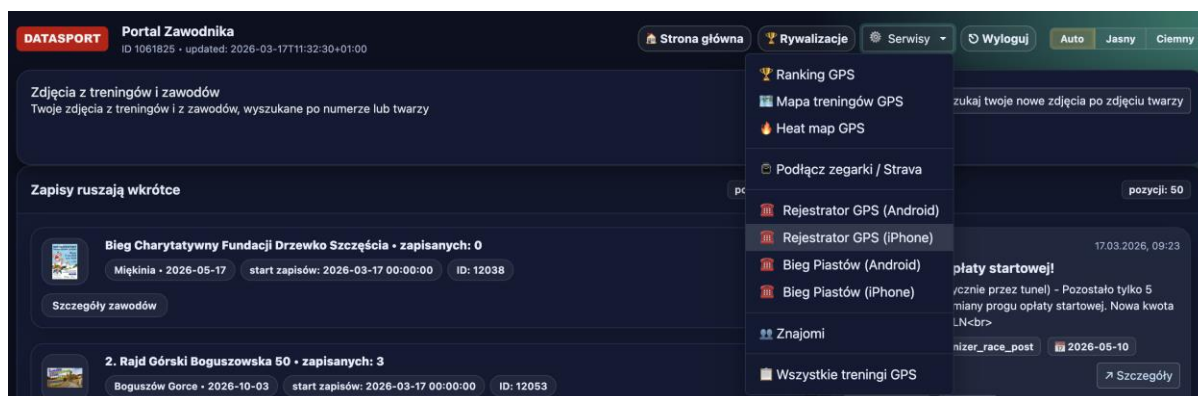 DATASPORT
Portal Zawodnika
ID 1061825 • updated: 2026-03-17T11:32:30+01:00
Strona główna
Rywalizacje
Serwisy
Wyloguj
Auto
Jasny
Ciemny
Zdjęcia z treningów i zawodów
Twoje zdjęcia z treningów i z zawodów, wyszukane po numerze lub twarzy
zukaj twoje nowe zdjęcia po zdjęciu twarzy
Ranking GPS
Mapa treningów GPS
Heat map GPS
Podłącz zegarki / Strava
Rejestrator GPS (Android)
Rejestrator GPS (iPhone)
Bieg Piastów (Android)
Bieg Piastów (iPhone)
Znajomi
Wszystkie treningi GPS
Zapisy ruszają wkrótce
po
pozycji: 50
Bieg Charytatywny Fundacji Drzewko Szczęścia • zapisanych: 0
Miękinia • 2026-05-17
start zapisów: 2026-03-17 00:00:00
ID: 12038
Szczegóły zawodów
2. Rajd Górski Boguszowska 50 • zapisanych: 3
Boguszów Gorce • 2026-10-03
start zapisów: 2026-03-17 00:00:00
ID: 12053
17.03.2026, 09:23
płaty startowej!
ycznie przez tunel) - Pozostało tylko 5
miany progu opłaty startowej. Nowa kwota
LN<br>
nizer_race_post
2026-05-10
Szczegóły